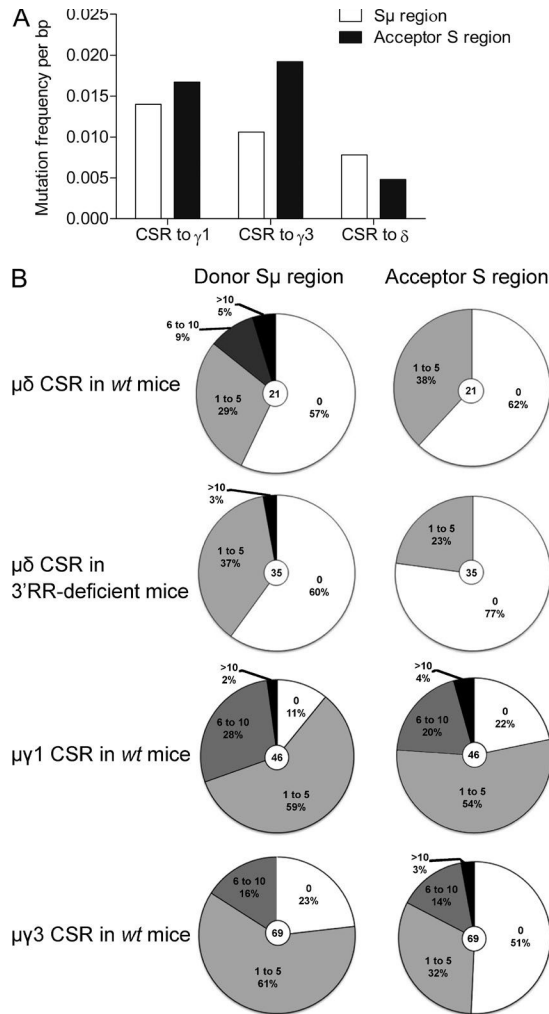 A
Mutation frequency per bp
0.025
0.020
0.015
0.010
0.005
0.000
Sμ region
Acceptor S region
CSR to γ1
CSR to γ3
CSR to δ
B
Donor Sμ region
Acceptor S region
μδ CSR in wt mice
>10
5%
6 to 10
9%
1 to 5
29%
21
0
57%
1 to 5
38%
21
0
62%
μδ CSR in
3'RR-deficient mice
>10
3%
1 to 5
37%
35
0
60%
1 to 5
23%
35
0
77%
μγ1 CSR in wt mice
>10
2%
0
11%
6 to 10
28%
46
1 to 5
59%
>10
4%
0
22%
6 to 10
20%
46
1 to 5
54%
μγ3 CSR in wt mice
6 to 10
16%
0
23%
69
1 to 5
61%
>10
3%
6 to 10
14%
69
0
51%
1 to 5
32%